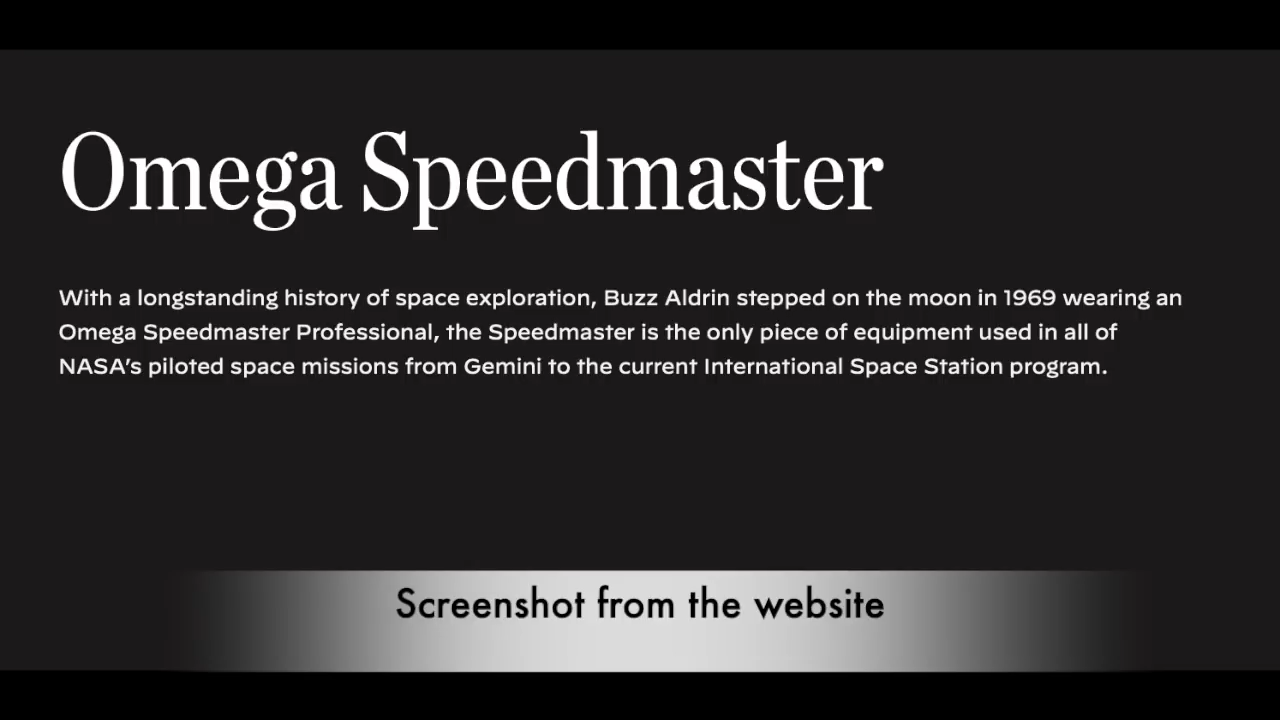 Omega Speedmaster
With a longstanding history of space exploration, Buzz Aldrin stepped on the moon in 1969 wearing an
Omega Speedmaster Professional, the Speedmaster is the only piece of equipment used in all of
NASA's piloted space missions from Gemini to the current International Space Station program.
Screenshot from the website